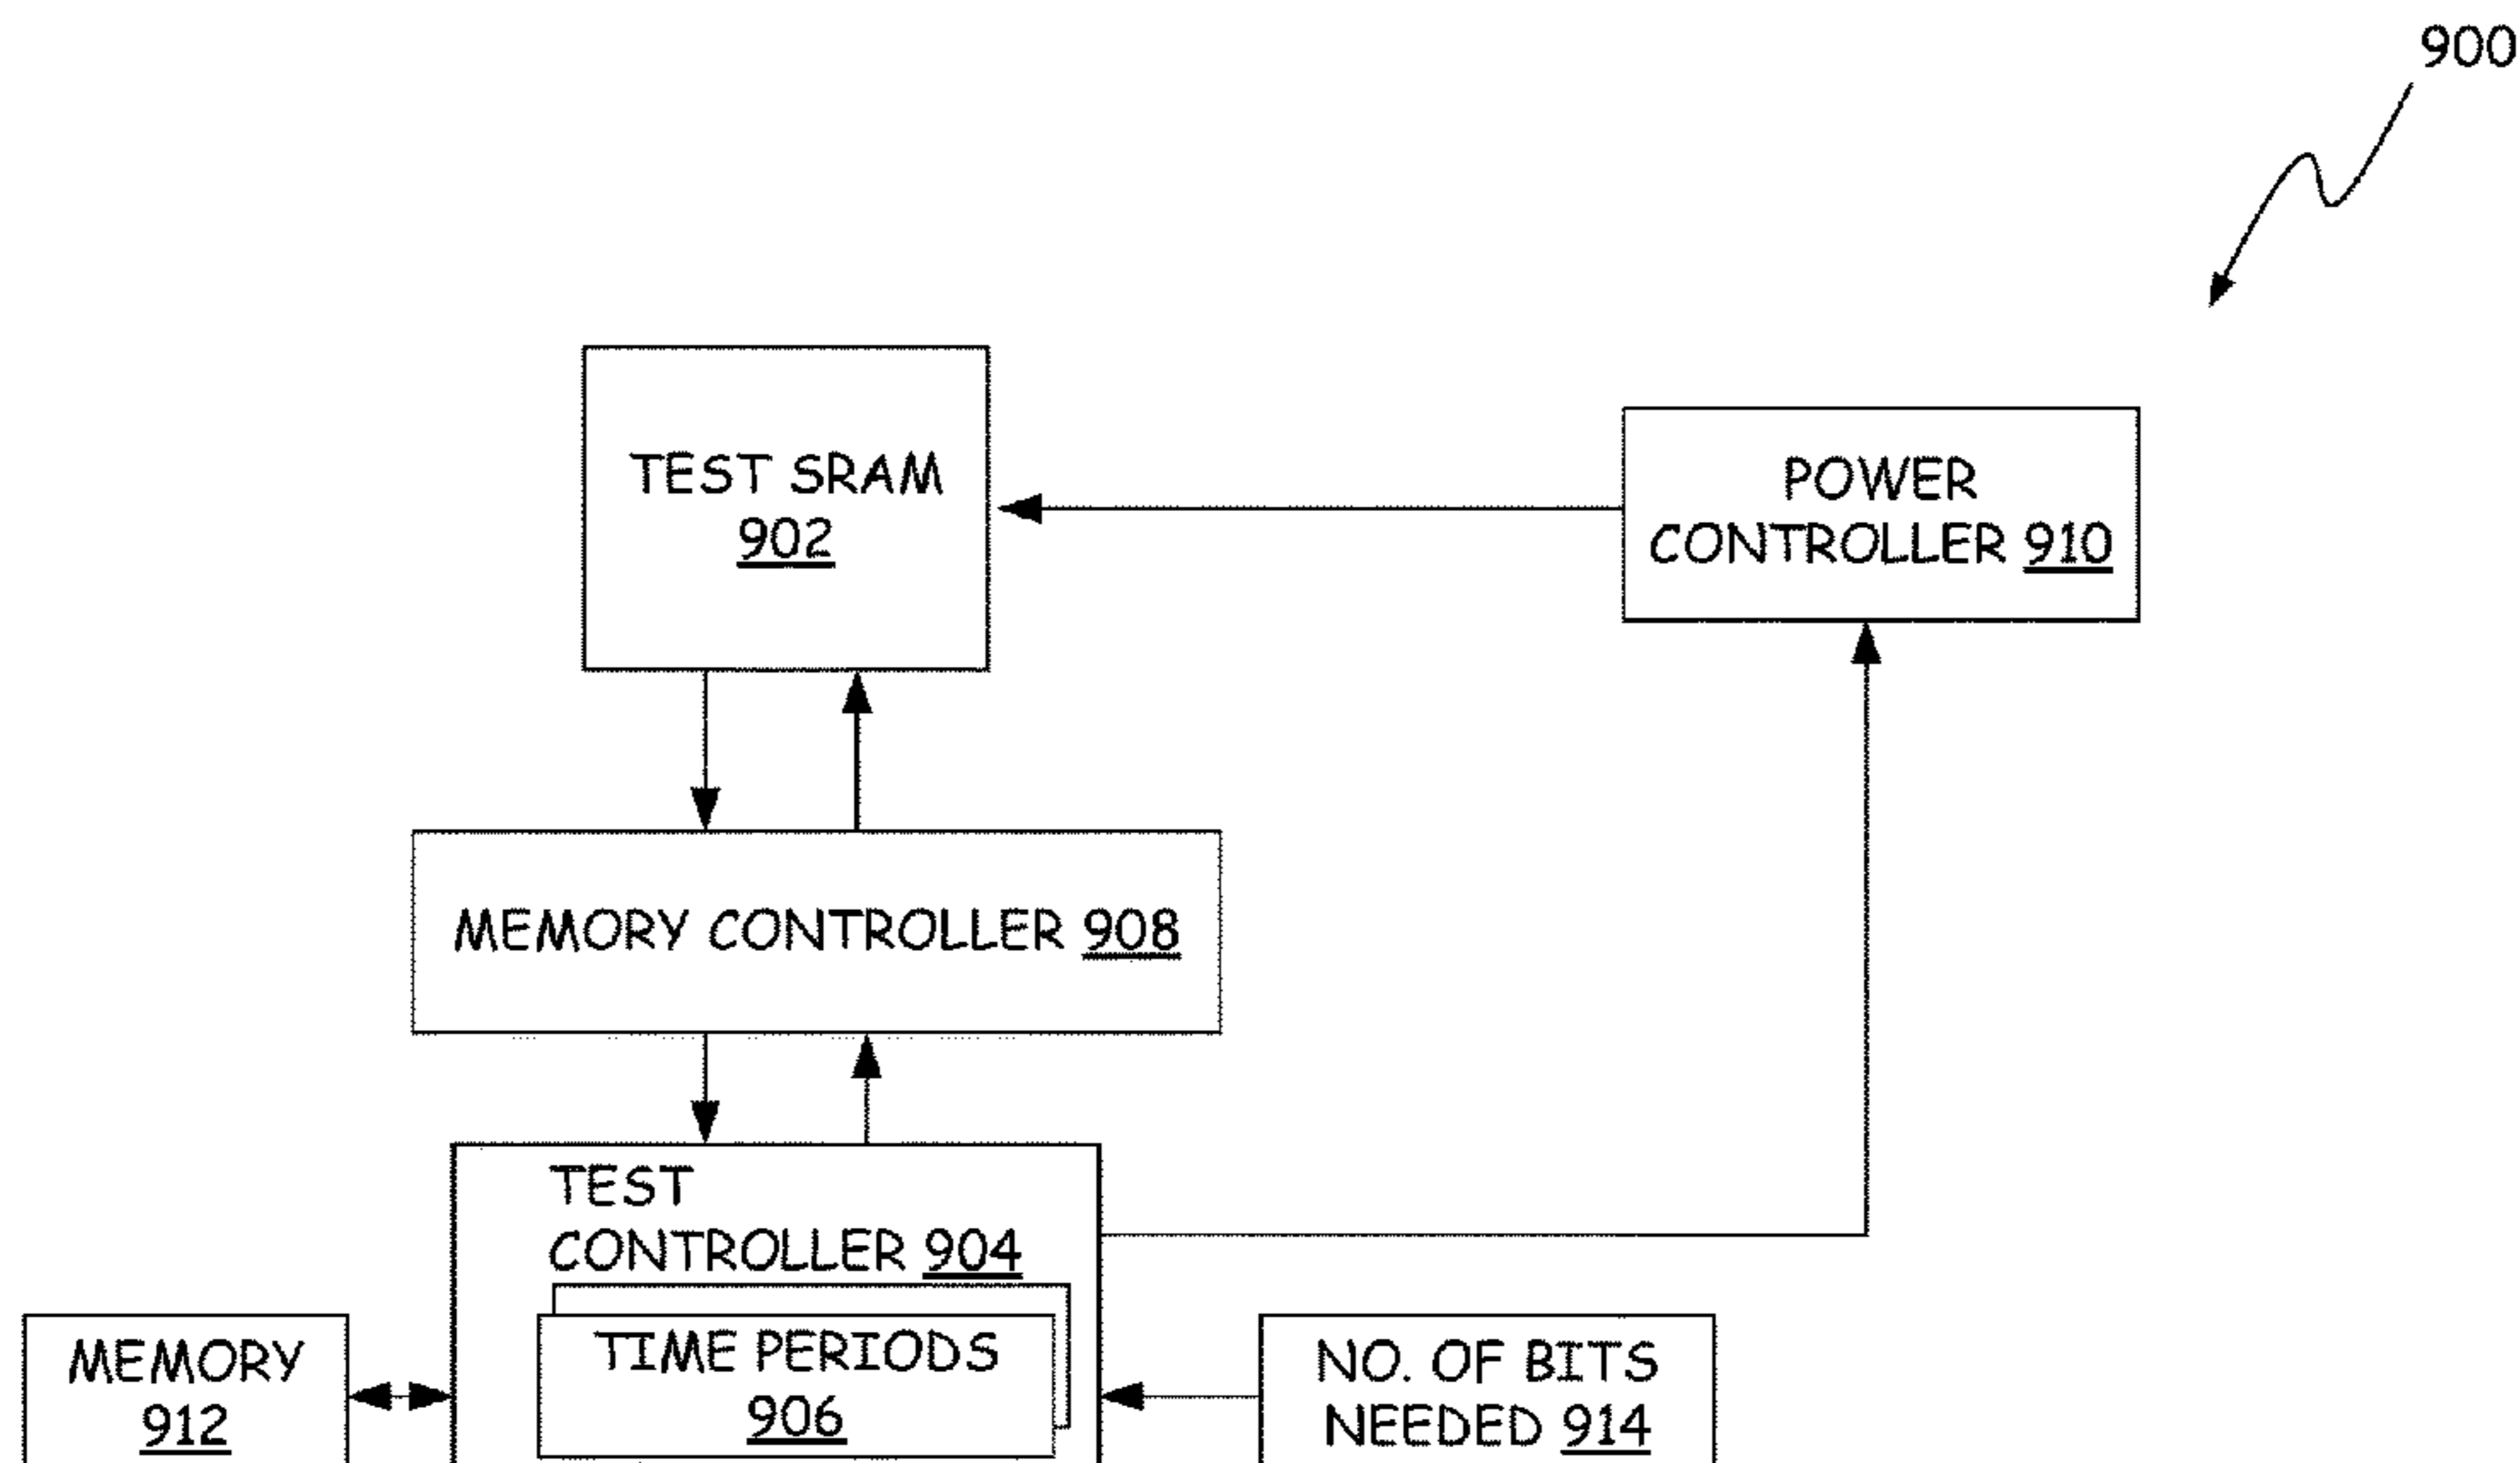 900
TEST SRAM
902
POWER
CONTROLLER 910
MEMORY CONTROLLER 908
TEST
CONTROLLER 904
TIME PERIODS
906
MEMORY
912
NO. OF BITS
NEEDED 914